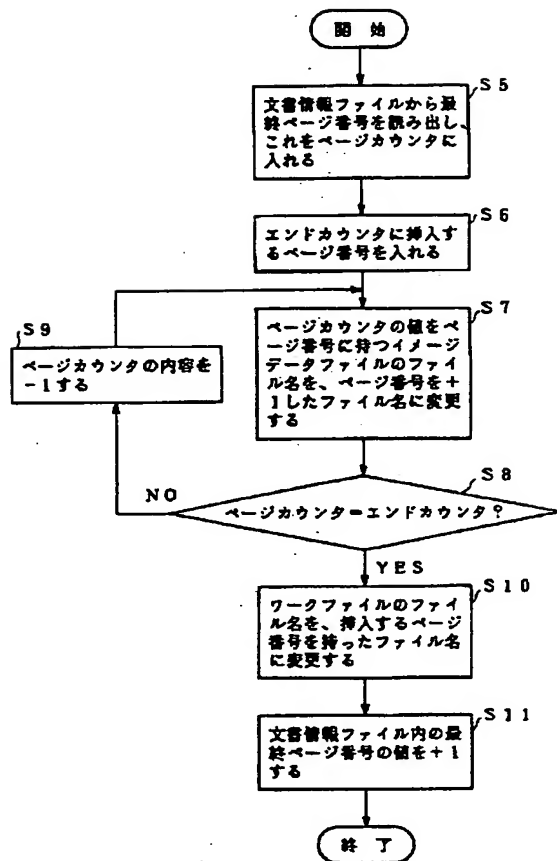 開 始
S5
文書情報ファイルから最
終ページ番号を読み出し、
これをページカウンタに
入れる
S6
エンドカウンタに挿入す
るページ番号を入れる
S9
ページカウンタの内容を
-1する
S7
ページカウンタの値をペ
ージ番号に持つイメージ
データファイルのファイ
ル名を、ページ番号を+
1したファイル名に変更
する
S8
NO
ページカウンタ=エンドカウンタ?
YES
S10
ワークファイルのファイ
ル名を、挿入するページ
番号を持ったファイル名
に変更する
S11
文書情報ファイル内の最
終ページ番号の値を+1
する
終 了